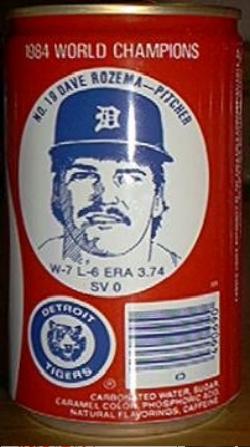 1984 WORLD CHAMPIONS
NO. 19 DAVE ROZEMA—PITCHER
D
W-7 L-6 ERA 3.74
SV 0
DETROIT
TIGERS
®
CARBONATED WATER, SUGAR,
CARAMEL COLOR, PHOSPHORIC ACID,
NATURAL FLAVORINGS, CAFFEINE